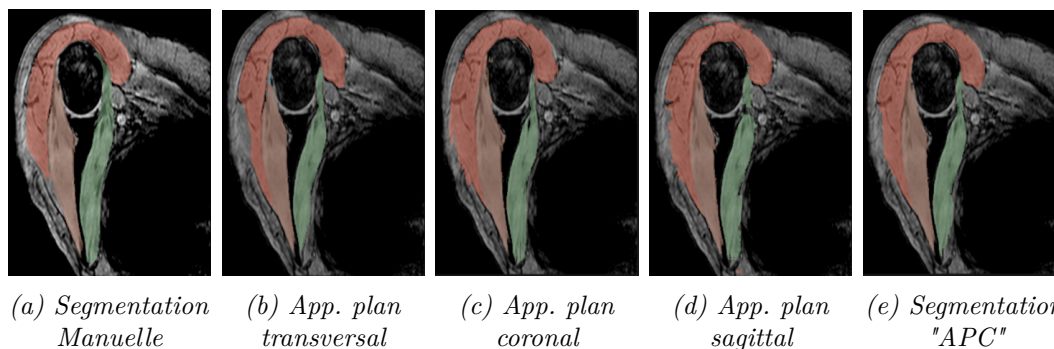 (a) Segmentation
Manuelle
(b) App. plan
transversal
(c) App. plan
coronal
(d) App. plan
sagittal
(e) Segmentation
"APC"